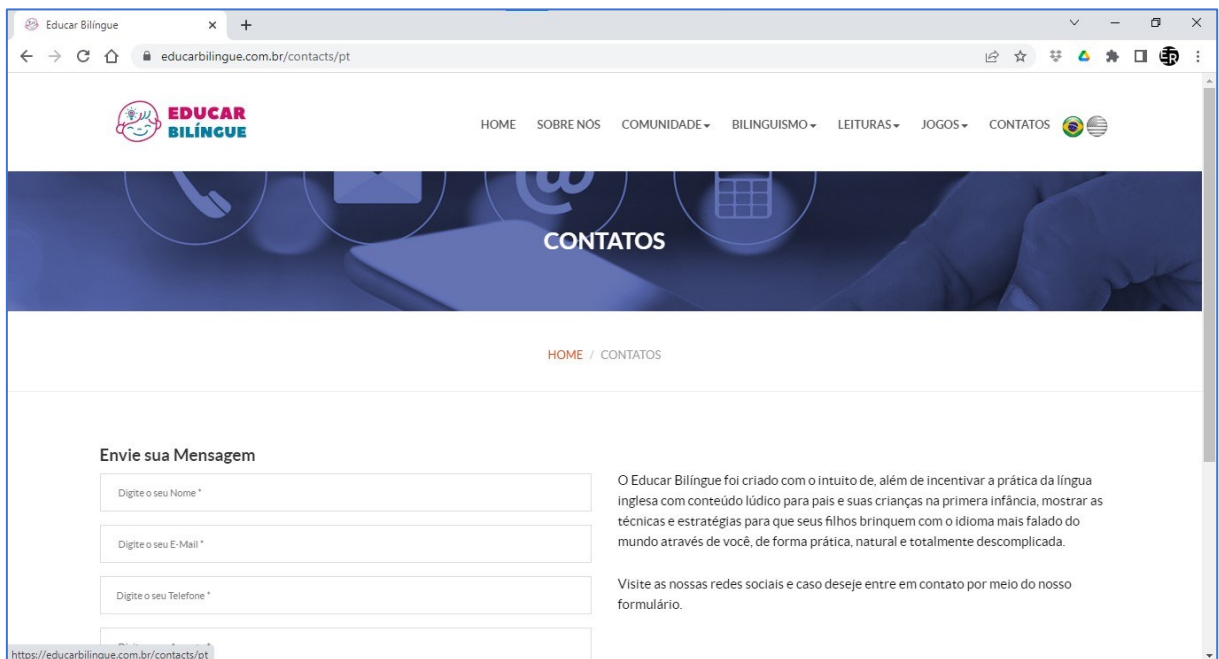 Educar Bilíngue
educarbilingue.com.br/contacts/pt
ER
EDUCAR
BILÍNGUE
HOME SOBRE NÓS COMUNIDADE BILINGUISMO LEITURAS JOGOS CONTATOS
@
CONTATOS
HOME / CONTATOS
Envie sua Mensagem
Digite o seu Nome *
Digite o seu E-Mail *
Digite o seu Telefone *
O Educar Bilíngue foi criado com o intuito de, além de incentivar a prática da língua
inglesa com conteúdo lúdico para pais e suas crianças na primeira infância, mostrar as
técnicas e estratégias para que seus filhos brinquem com o idioma mais falado do
mundo através de você, de forma prática, natural e totalmente descomplicada.
Visite as nossas redes sociais e caso deseje entre em contato por meio do nosso
formulário.
https://educarbilingue.com.br/contacts/pt